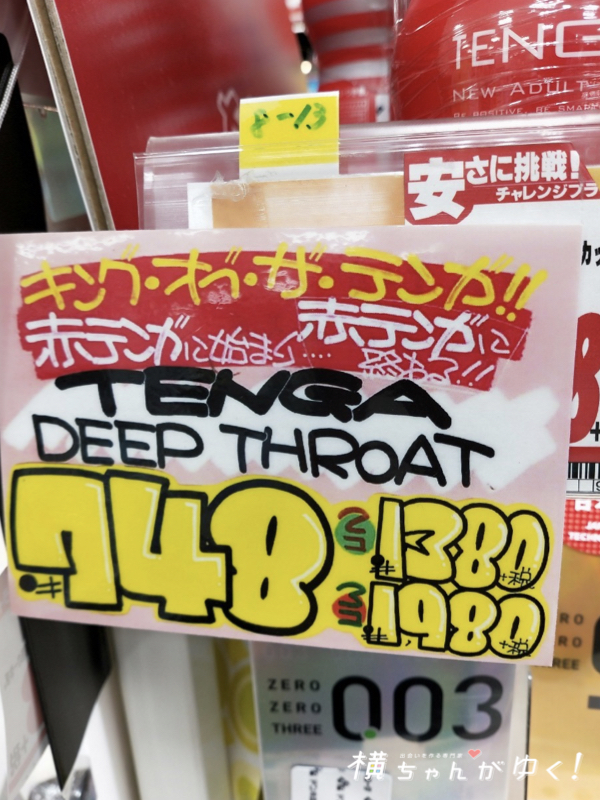 TENG
NEW ADULT
8-13
安さに挑戦!
チャレンジプラ
キング・オブ・ザ・テンガ!!
赤テンガに始まり....
赤テンガに
終わる!!!
TENGA
DEEP THROAT
748
1380
1980
ZERO
ZERO
THREE
0.03
横ちゃんがゆく!